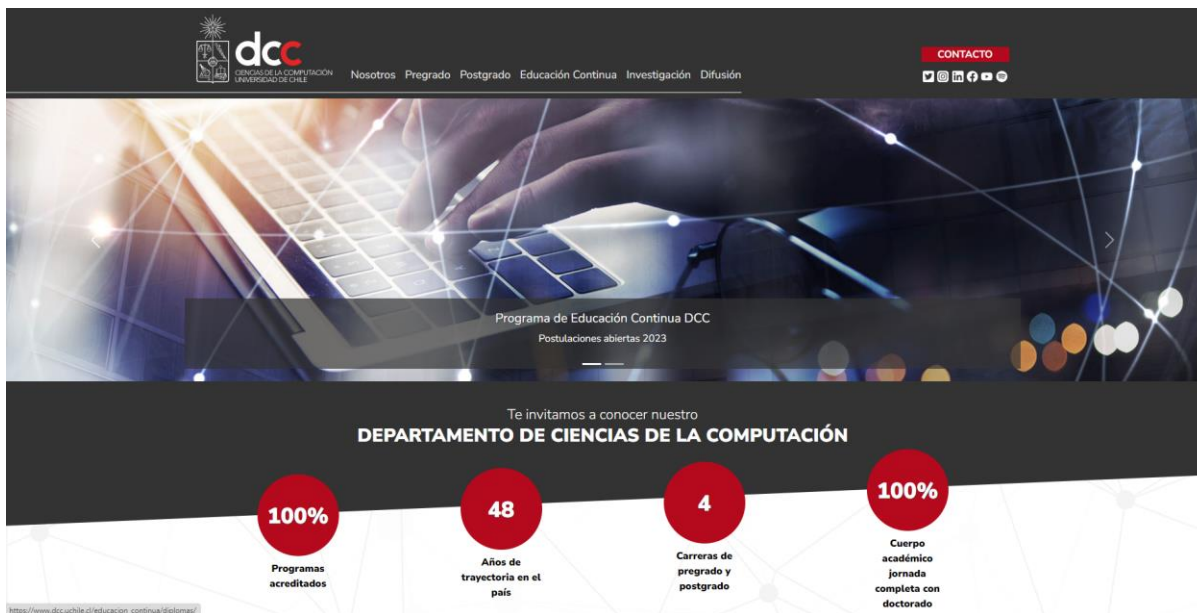 dcc
CIENCIAS DE LA COMPUTACIÓN
UNIVERSIDAD DE CHILE
Nosotros Pregrado Postgrado Educación Continua Investigación Difusión
CONTACTO
Programa de Educación Continua DCC
Postulaciones abiertas 2023
Te invitamos a conocer nuestro
DEPARTAMENTO DE CIENCIAS DE LA COMPUTACIÓN
100%
Programas
acreditados
48
Años de
trayectoria en el
país
4
Carreras de
pregrado y
postgrado
100%
Cuerpo
académico
jornada
completa con
doctorado
https://www.dcc.uchile.cl/educacion_continua/diplomas/